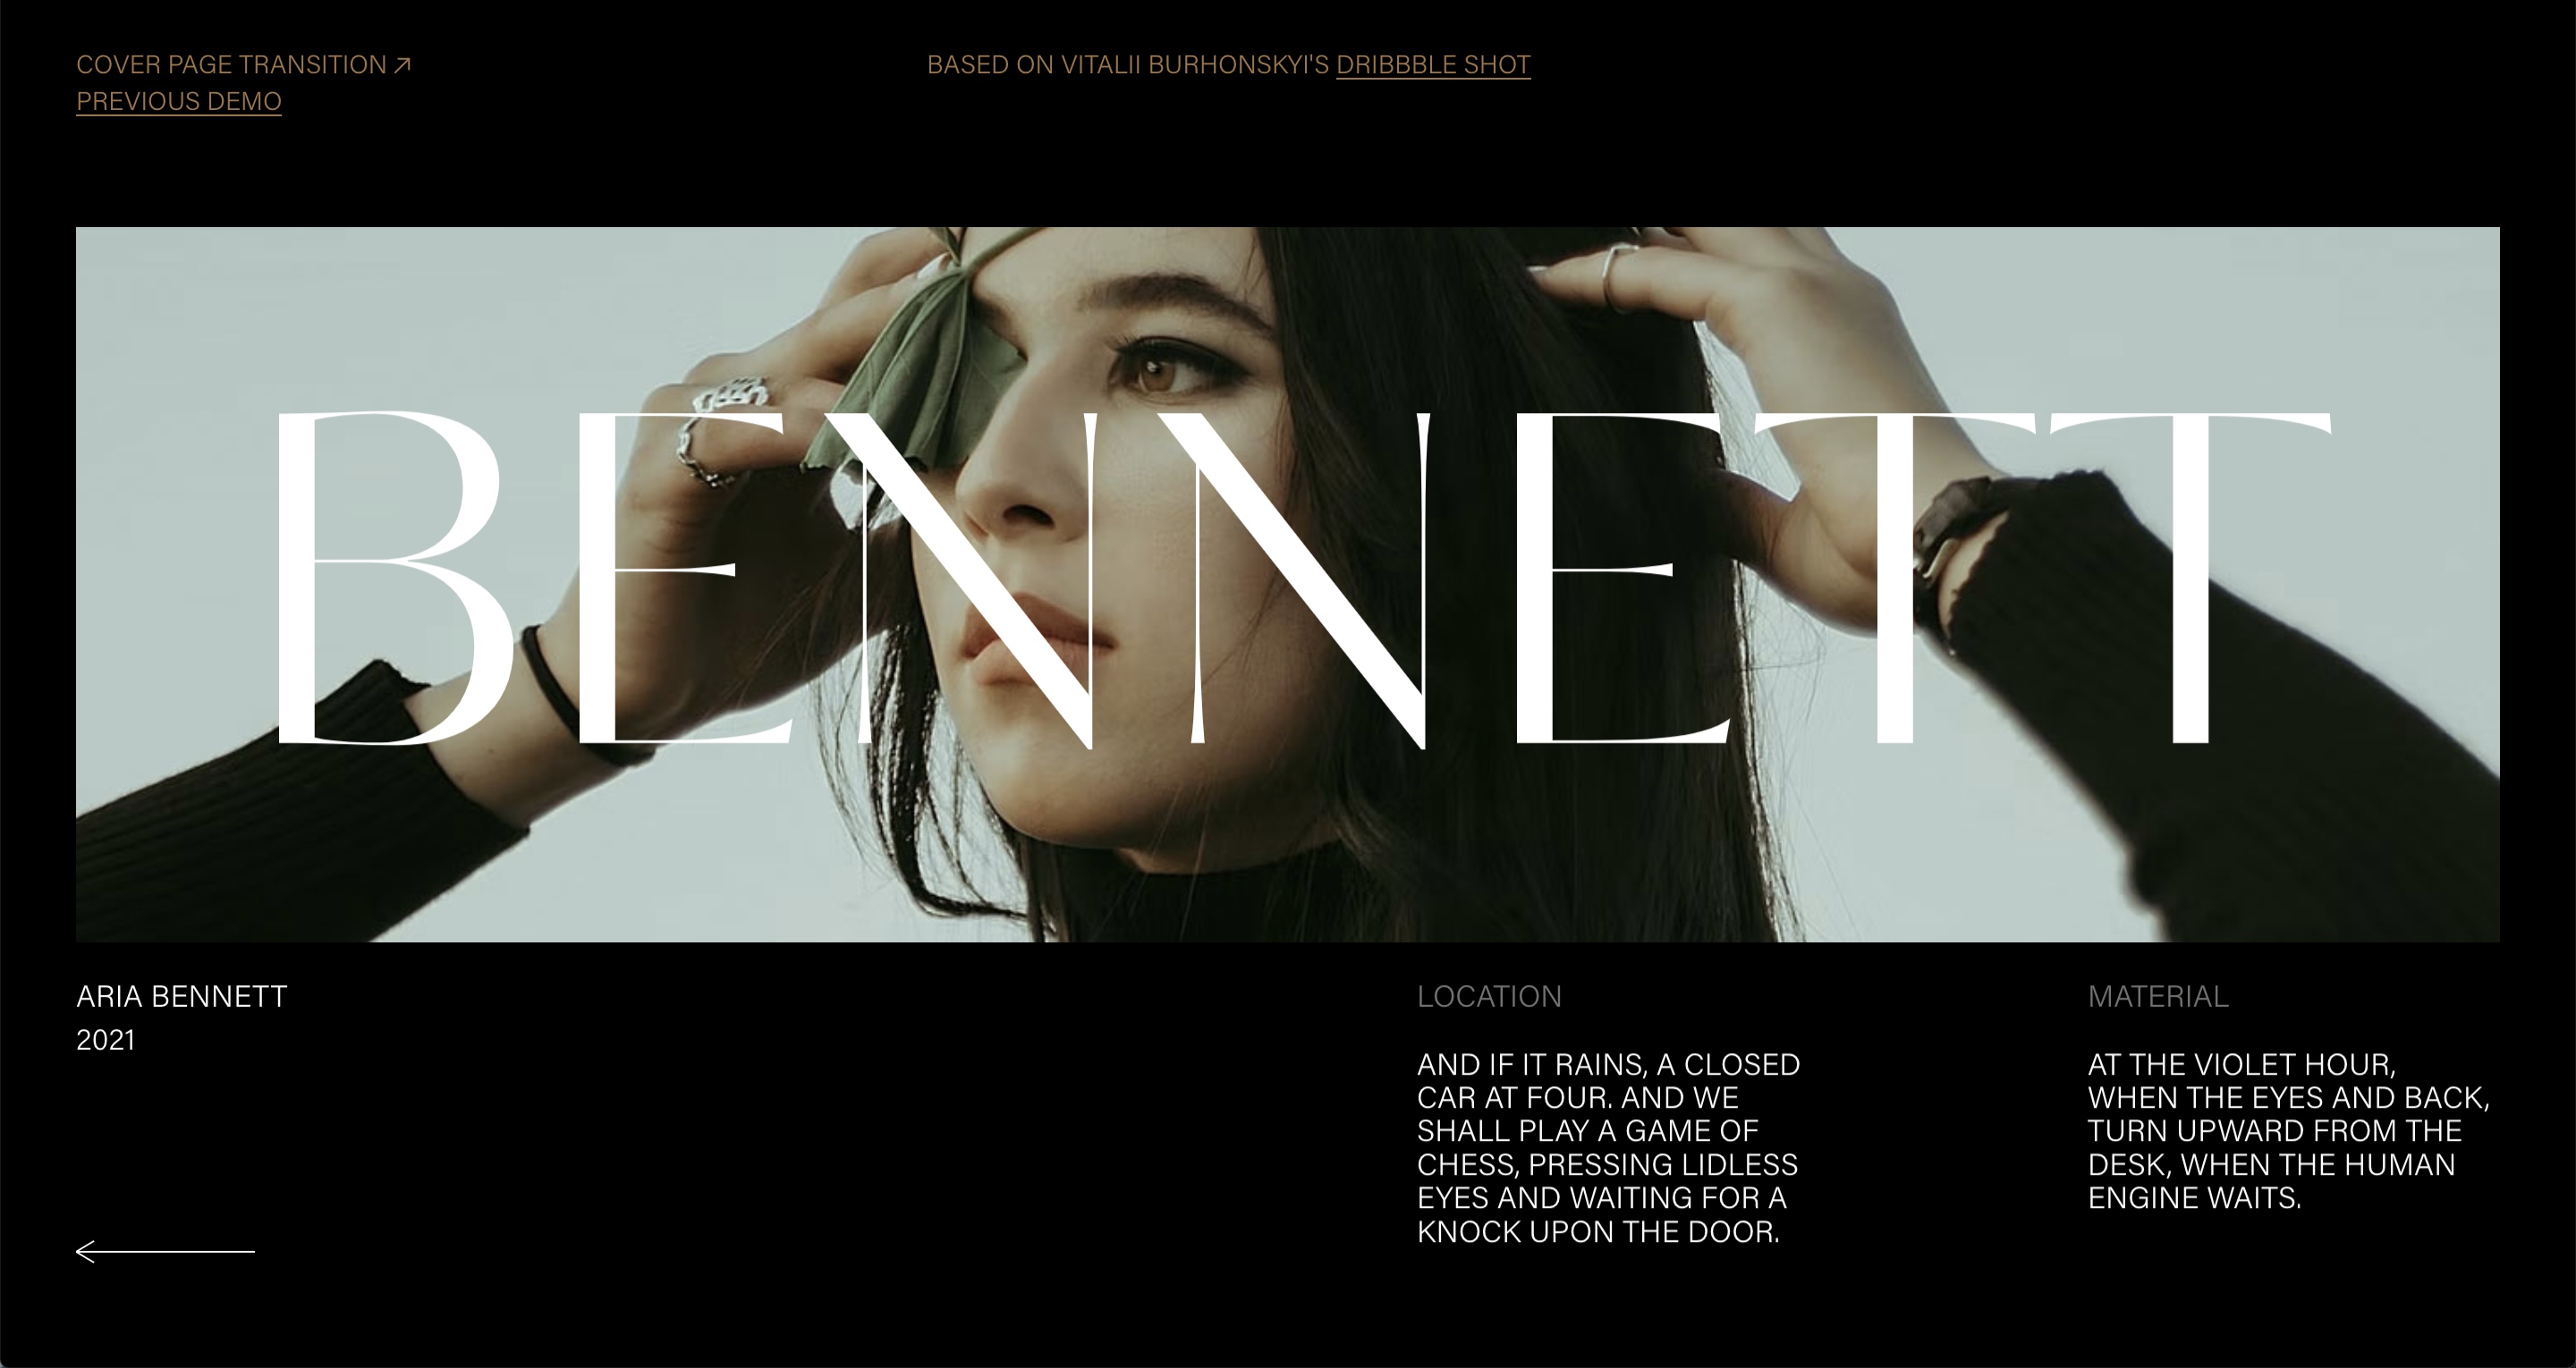 COVER PAGE TRANSITION ↗
PREVIOUS DEMO
BASED ON VITALII BURHONSKYI'S DRIBBBLE SHOT
BENNETT
ARIA BENNETT
2021
LOCATION
AND IF IT RAINS, A CLOSED
CAR AT FOUR. AND WE
SHALL PLAY A GAME OF
CHESS, PRESSING LIDLESS
EYES AND WAITING FOR A
KNOCK UPON THE DOOR.
MATERIAL
AT THE VIOLET HOUR,
WHEN THE EYES AND BACK,
TURN UPWARD FROM THE
DESK, WHEN THE HUMAN
ENGINE WAITS.